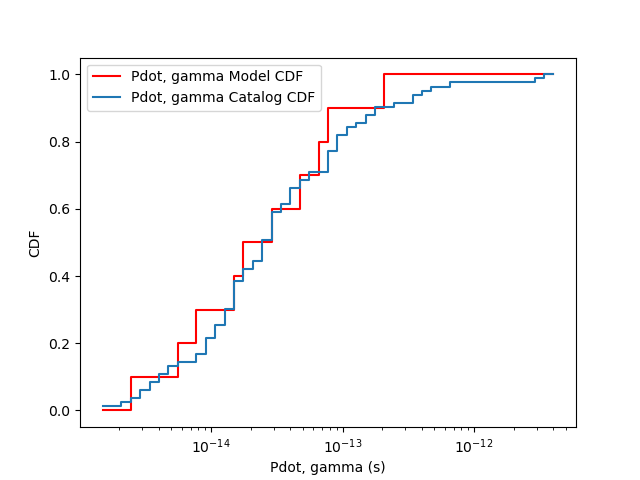 Pdot, gamma Model CDF
Pdot, gamma Catalog CDF
1.0
0.8
0.6
0.4
0.2
0.0
CDF
10⁻¹⁴ 10⁻¹³ 10⁻¹²
Pdot, gamma (s)